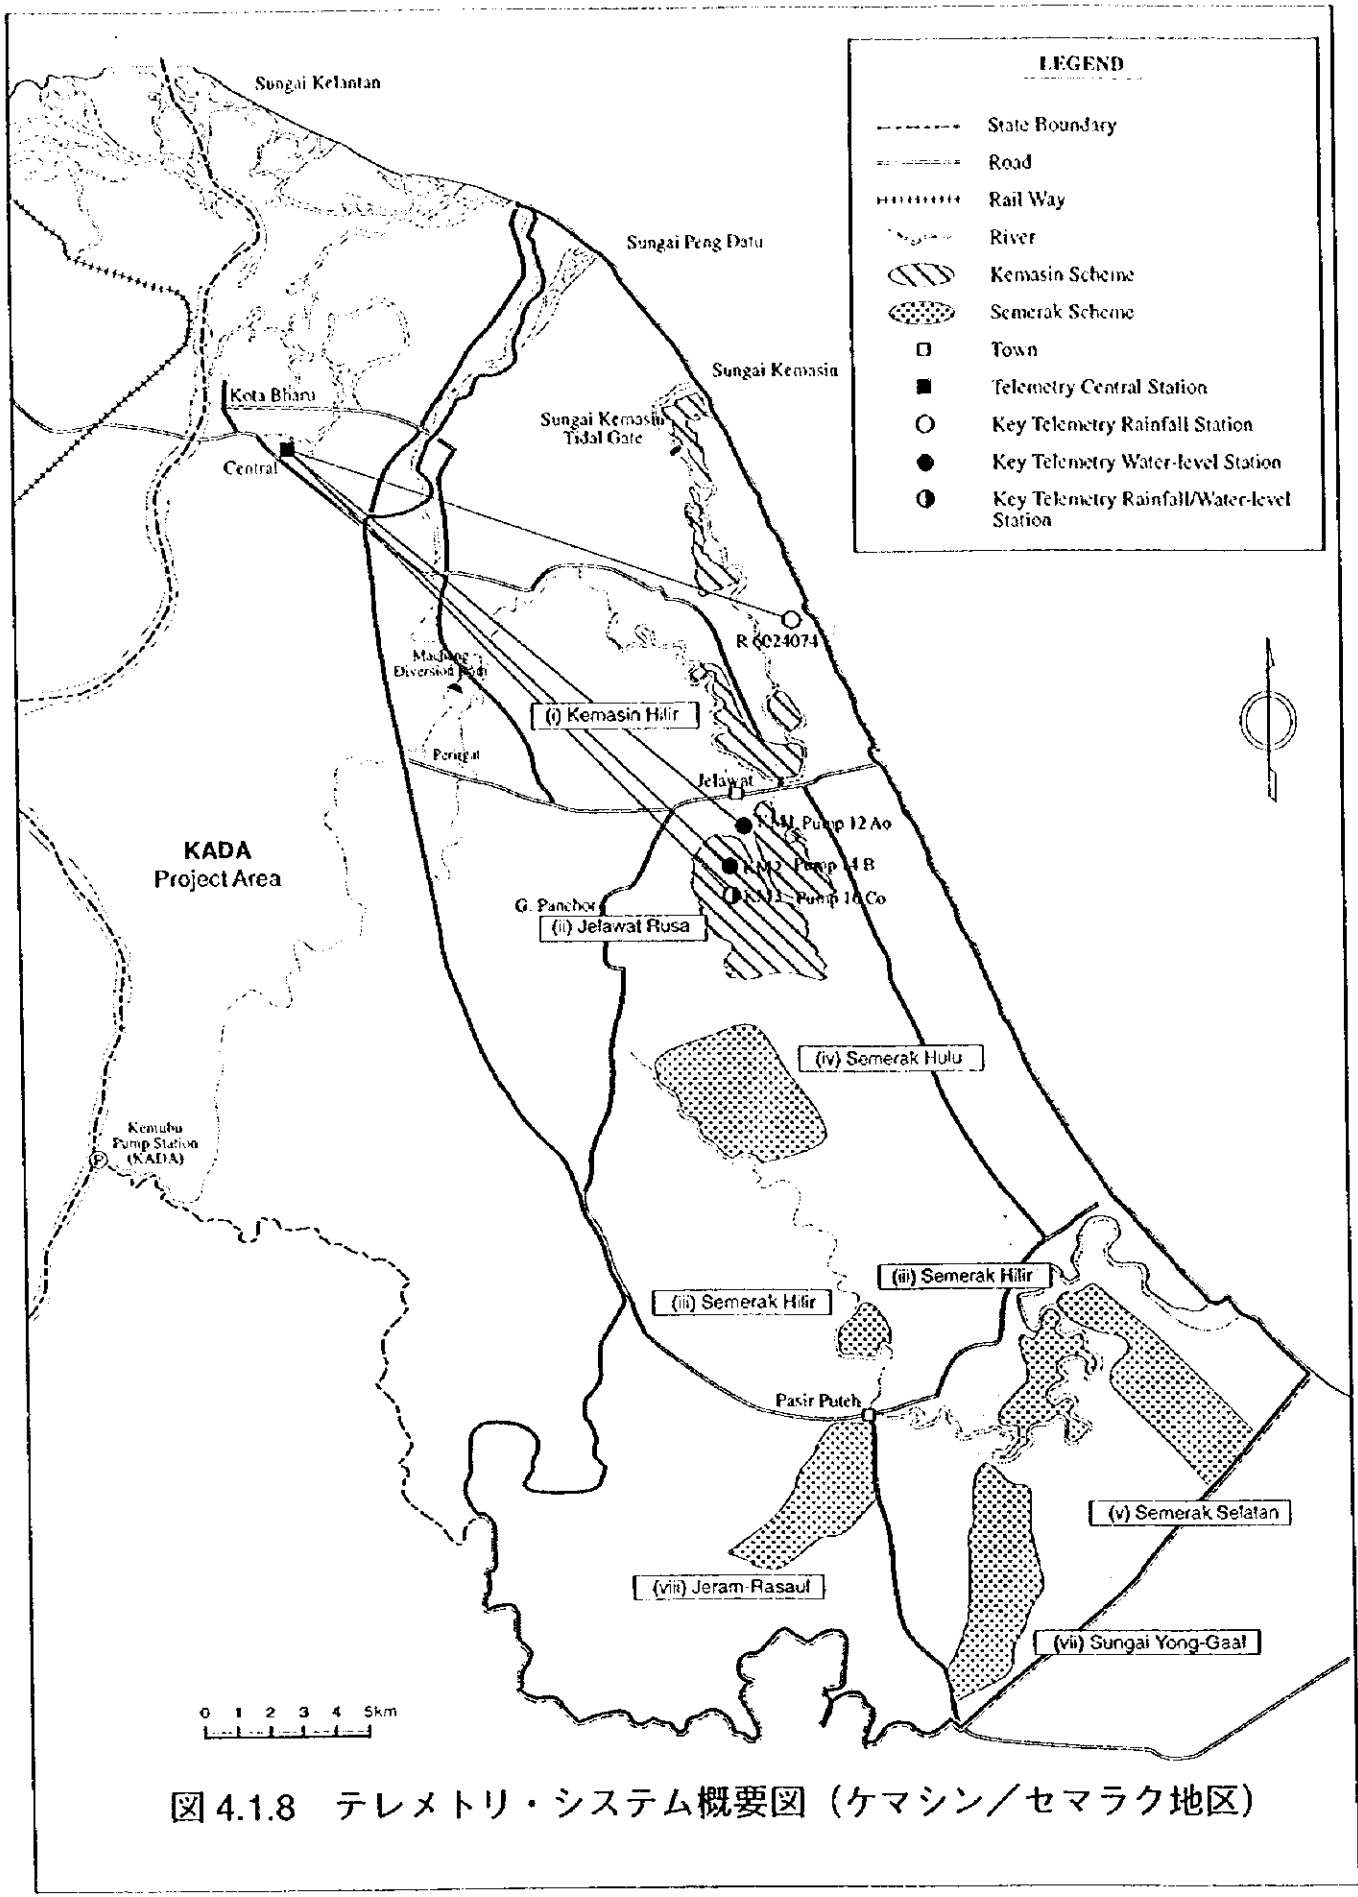 LEGEND
State Boundary
Road
Rail Way
River
Kemasin Scheme
Semerak Scheme
Town
Telemetry Central Station
Key Telemetry Rainfall Station
Key Telemetry Water-level Station
Key Telemetry Rainfall/Water-level
Station
Sungai Kelantan
Sungai Peng Datu
Sungai Kemasin
Kota Bharu
Sungai Kemasin
Tidal Gate
Central
R 6024074
Machang
Diversion
(i) Kemasin Hilir
Peringat
Jelawat
KM1 Pump 12 Ao
KADA
Project Area
KM2 Pump 14 B
KM3 Pump 16 Co
G. Panchor
(ii) Jelawat Rusa
(iv) Semerak Hulu
Kemubu
Pump Station
(KADA)
P
(iii) Semerak Hilir
(iii) Semerak Hilir
Pasir Puteh
(v) Semerak Selatan
(viii) Jeram-Rasauf
(vii) Sungai Yong-Gaal
0 1 2 3 4 5km
図 4.1.8 テレメトリ・システム概要図（ケマシン／セマラク地区）